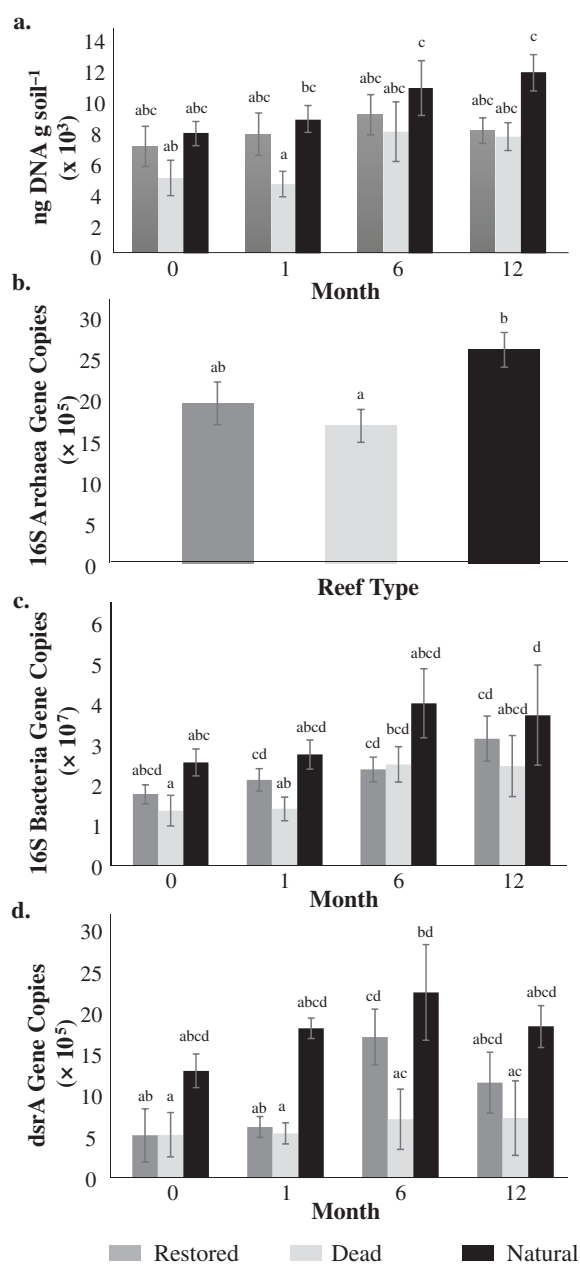 a.
ng DNA g soil⁻¹
(x 10³)
14
12
10
8
6
4
2
0
abc
ab
abc
abc
a
bc
abc
abc
c
abc
abc
c
0
1
6
12
Month
b.
16S Archaea Gene Copies
(× 10⁵)
30
25
20
15
10
5
0
ab
a
b
Reef Type
c.
16S Bacteria Gene Copies
(× 10⁷)
6
5
4
3
2
1
0
abcd
a
abc
cd
ab
abcd
cd
bcd
abcd
cd
abcd
d
0
1
6
12
Month
d.
dsrA Gene Copies
(× 10⁵)
30
25
20
15
10
5
0
ab
a
abcd
ab
a
abcd
cd
ac
bd
abcd
ac
abcd
0
1
6
12
Month
Restored
Dead
Natural